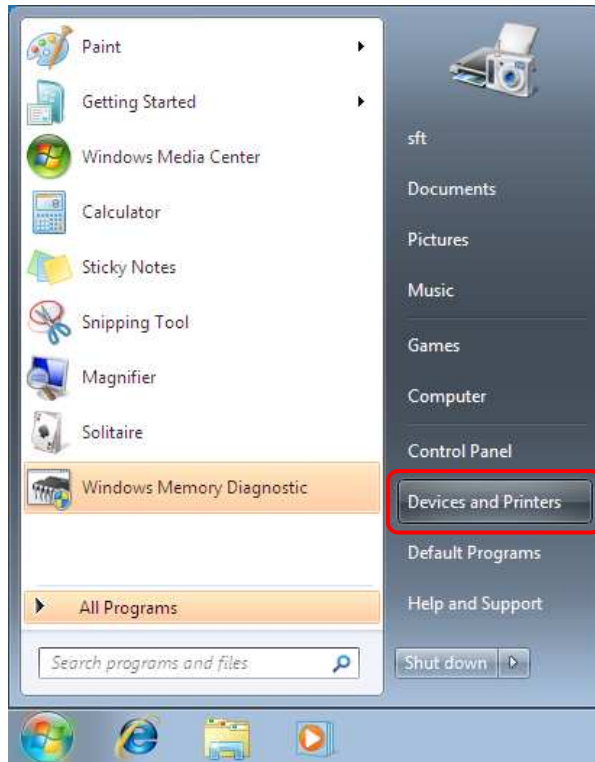 Paint
Getting Started
Windows Media Center
Calculator
Sticky Notes
Snipping Tool
Magnifier
Solitaire
Windows Memory Diagnostic
All Programs
Search programs and files
sft
Documents
Pictures
Music
Games
Computer
Control Panel
Devices and Printers
Default Programs
Help and Support
Shut down